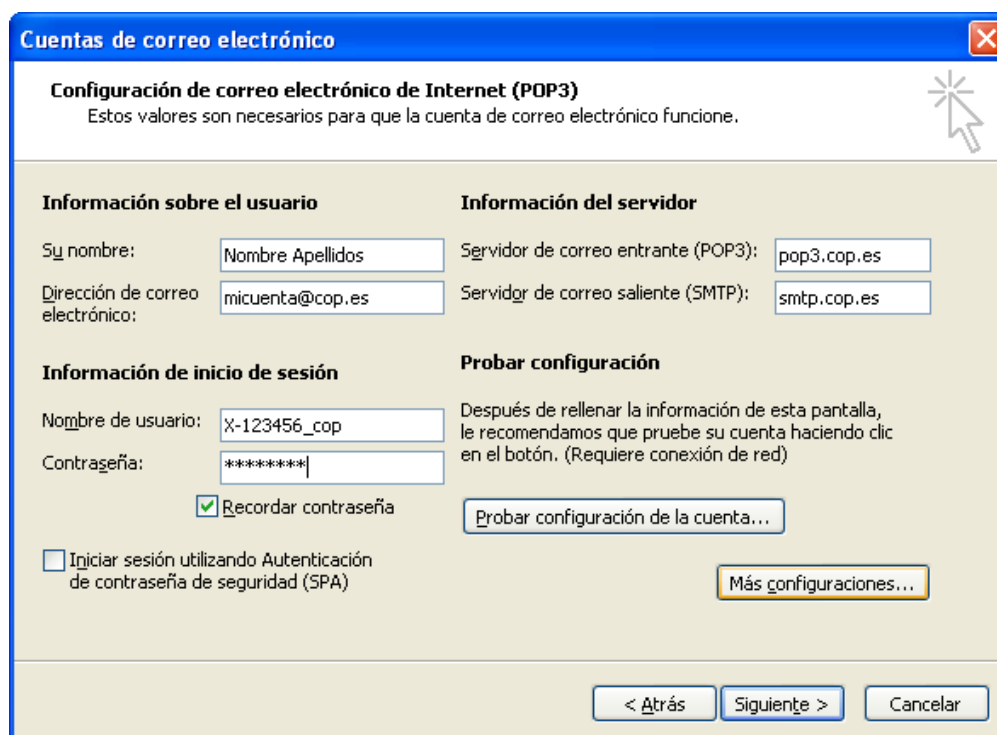 Cuentas de correo electrónico
Configuración de correo electrónico de Internet (POP3)
Estos valores son necesarios para que la cuenta de correo electrónico funcione.
Información sobre el usuario
Su nombre: Nombre Apellidos
Dirección de correo
electrónico: micuenta@cop.es
Información del servidor
Servidor de correo entrante (POP3): pop3.cop.es
Servidor de correo saliente (SMTP): smtp.cop.es
Información de inicio de sesión
Nombre de usuario: X-123456_cop
Contraseña: ********
Recordar contraseña
Iniciar sesión utilizando Autenticación
de contraseña de seguridad (SPA)
Probar configuración
Después de rellenar la información de esta pantalla,
le recomendamos que pruebe su cuenta haciendo clic
en el botón. (Requiere conexión de red)
Probar configuración de la cuenta...
Más configuraciones...
< Atrás
Siguiente >
Cancelar